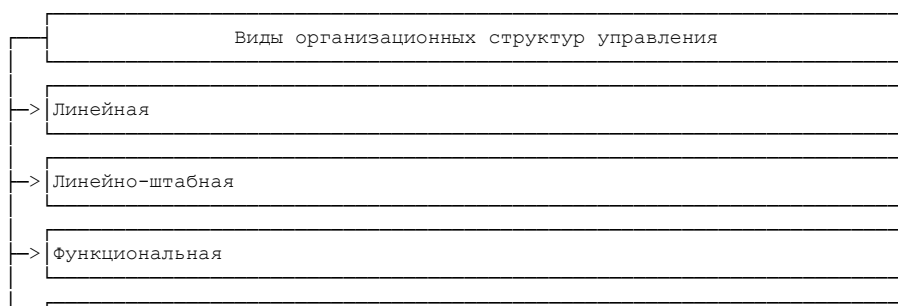 Виды организационных структур управления
Линейная
Линейно-штабная
Функциональная